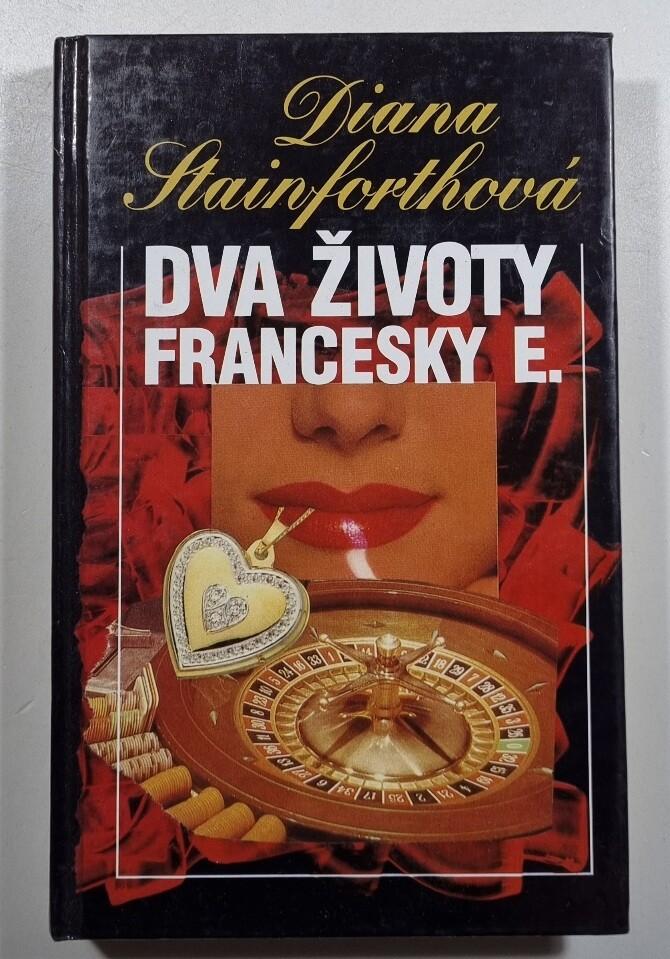 Diana
Stainforthová
DVA ŽIVOTY
FRANCESKY E.